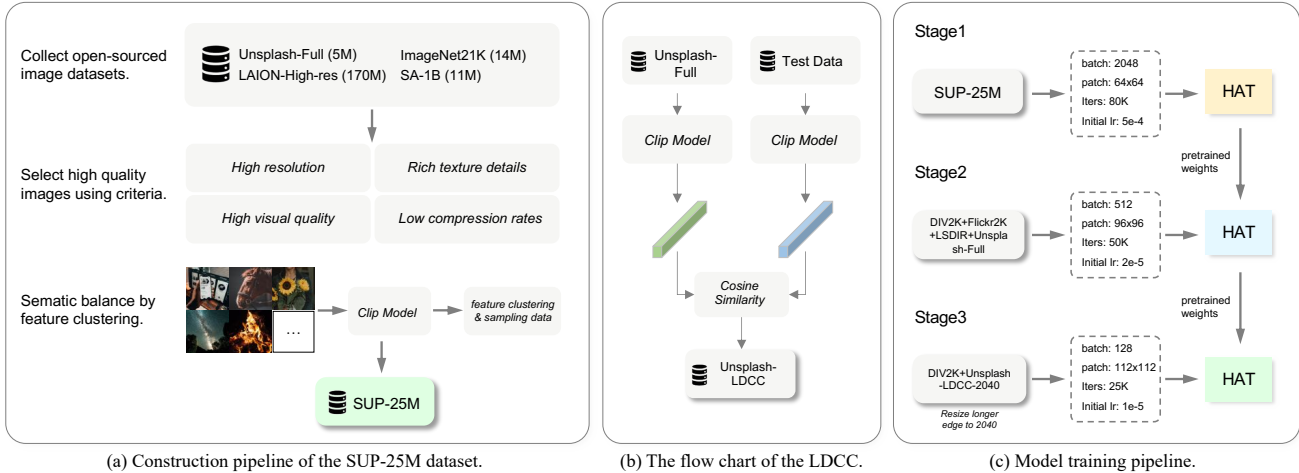 Collect open-sourced
image datasets.
Unsplash-Full (5M)
ImageNet21K (14M)
LAION-High-res (170M)
SA-1B (11M)
Select high quality
images using criteria.
High resolution
Rich texture details
High visual quality
Low compression rates
Sematic balance by
feature clustering.
...
Clip Model
feature clustering
& sampling data
SUP-25M
(a) Construction pipeline of the SUP-25M dataset.
Unsplash-
Full
Test Data
Clip Model
Clip Model
Cosine
Similarity
Unsplash-
LDCC
(b) The flow chart of the LDCC.
Stage1
SUP-25M
batch: 2048
patch: 64x64
Iters: 80K
Initial lr: 5e-4
HAT
pretrained
weights
Stage2
DIV2K+Flickr2K
+LSDIR+Unspla
sh-Full
batch: 512
patch: 96x96
Iters: 50K
Initial lr: 2e-5
HAT
pretrained
weights
Stage3
DIV2K+Unsplash
-LDCC-2040
Resize longer
edge to 2040
batch: 128
patch: 112x112
Iters: 25K
Initial lr: 1e-5
HAT
(c) Model training pipeline.